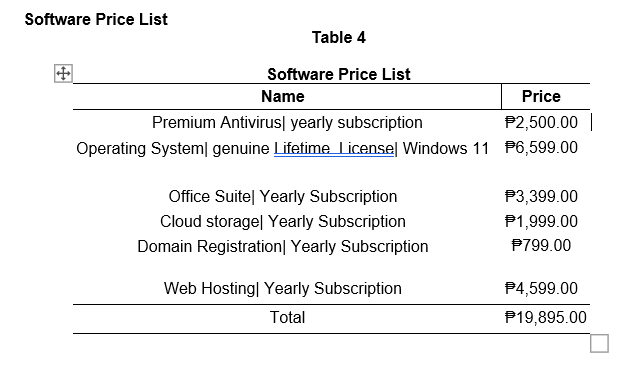 Software Price List
Table 4
Software Price List
Name Price
Premium Antivirus| yearly subscription ₱2,500.00
Operating System| genuine Lifetime License| Windows 11 ₱6,599.00
Office Suite| Yearly Subscription ₱3,399.00
Cloud storage| Yearly Subscription ₱1,999.00
Domain Registration| Yearly Subscription ₱799.00
Web Hosting| Yearly Subscription ₱4,599.00
Total ₱19,895.00